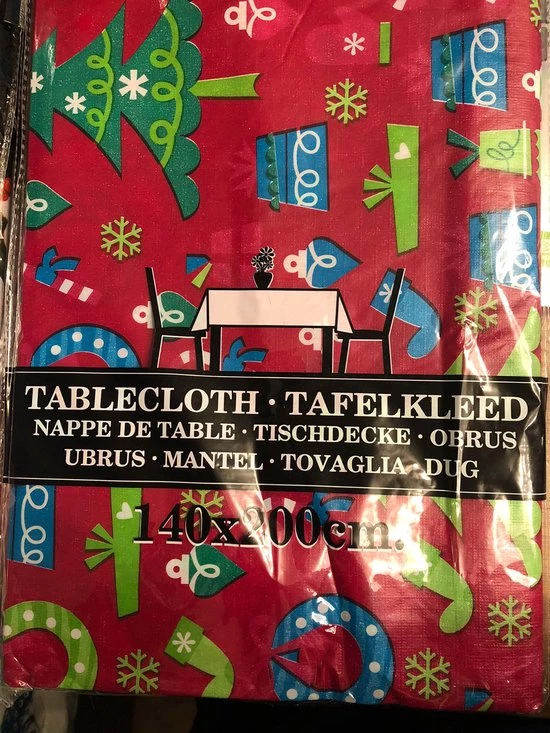 TABLECLOTH · TAFELKLEED
NAPPE DE TABLE · TISCHDECKE · OBRUS
UBRUS · MANTEL · TOVAGLIA · DUG
140x200cm.